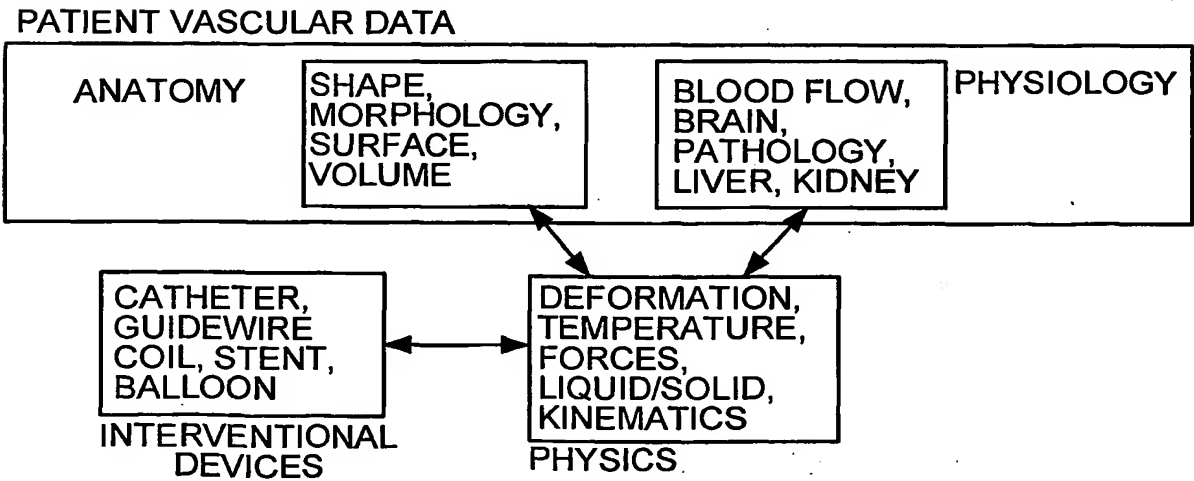 PATIENT VASCULAR DATA
ANATOMY
SHAPE,
MORPHOLOGY,
SURFACE,
VOLUME
BLOOD FLOW,
BRAIN,
PATHOLOGY,
LIVER, KIDNEY
PHYSIOLOGY
CATHETER,
GUIDEWIRE
COIL, STENT,
BALLOON
INTERVENTIONAL
DEVICES
DEFORMATION,
TEMPERATURE,
FORCES,
LIQUID/SOLID,
KINEMATICS
PHYSICS